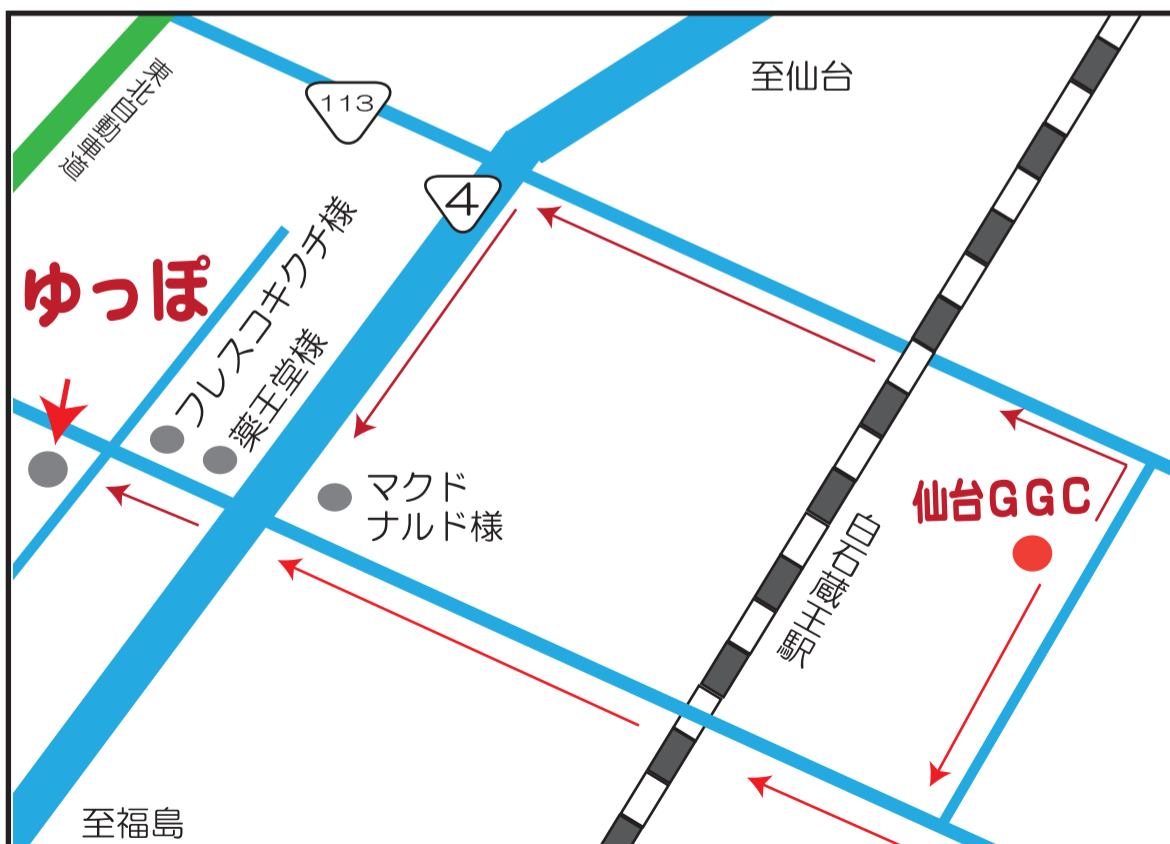 至仙台
113
東北自動車道
4
ゆっぽ
フレスコキクチ様
薬王堂様
マクド
ナルド様
仙台GGC
白石蔵王駅
至福島